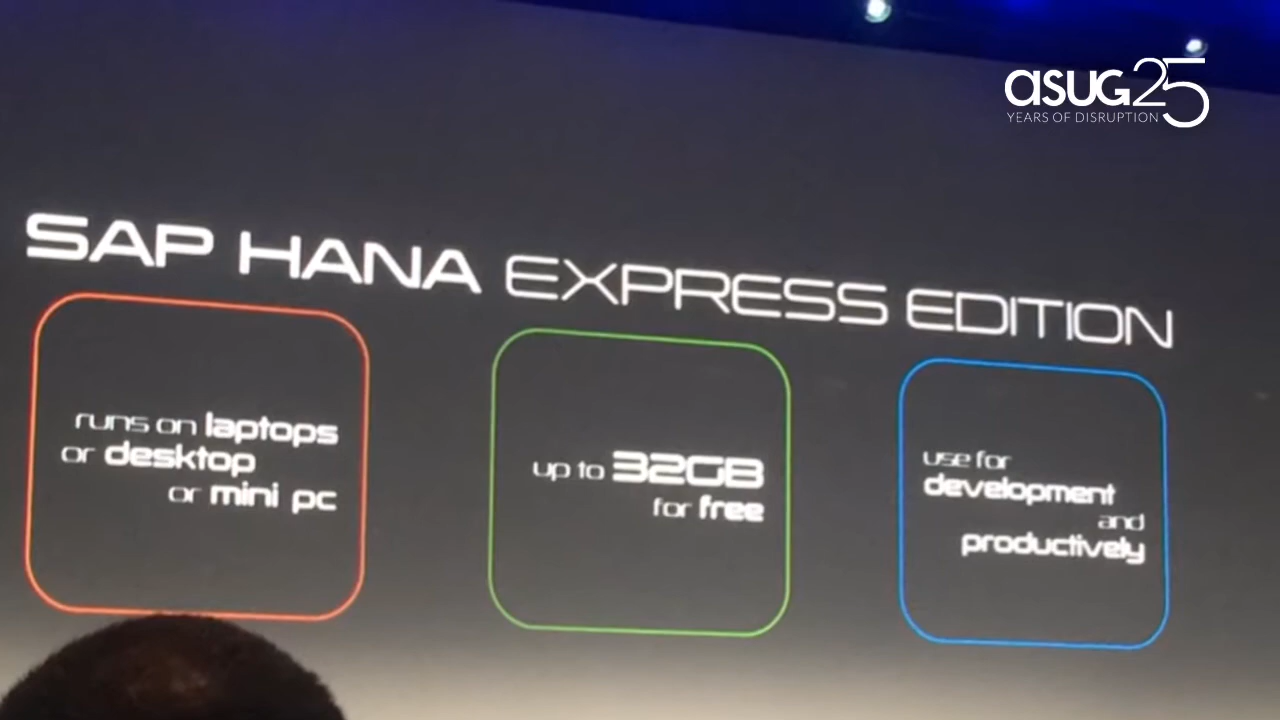 asug25
YEARS OF DISRUPTION
SAP HANA EXPRESS EDITION
runs on laptops
or desktop
or mini pc
up to 32GB
for free
use for
development
and
productively